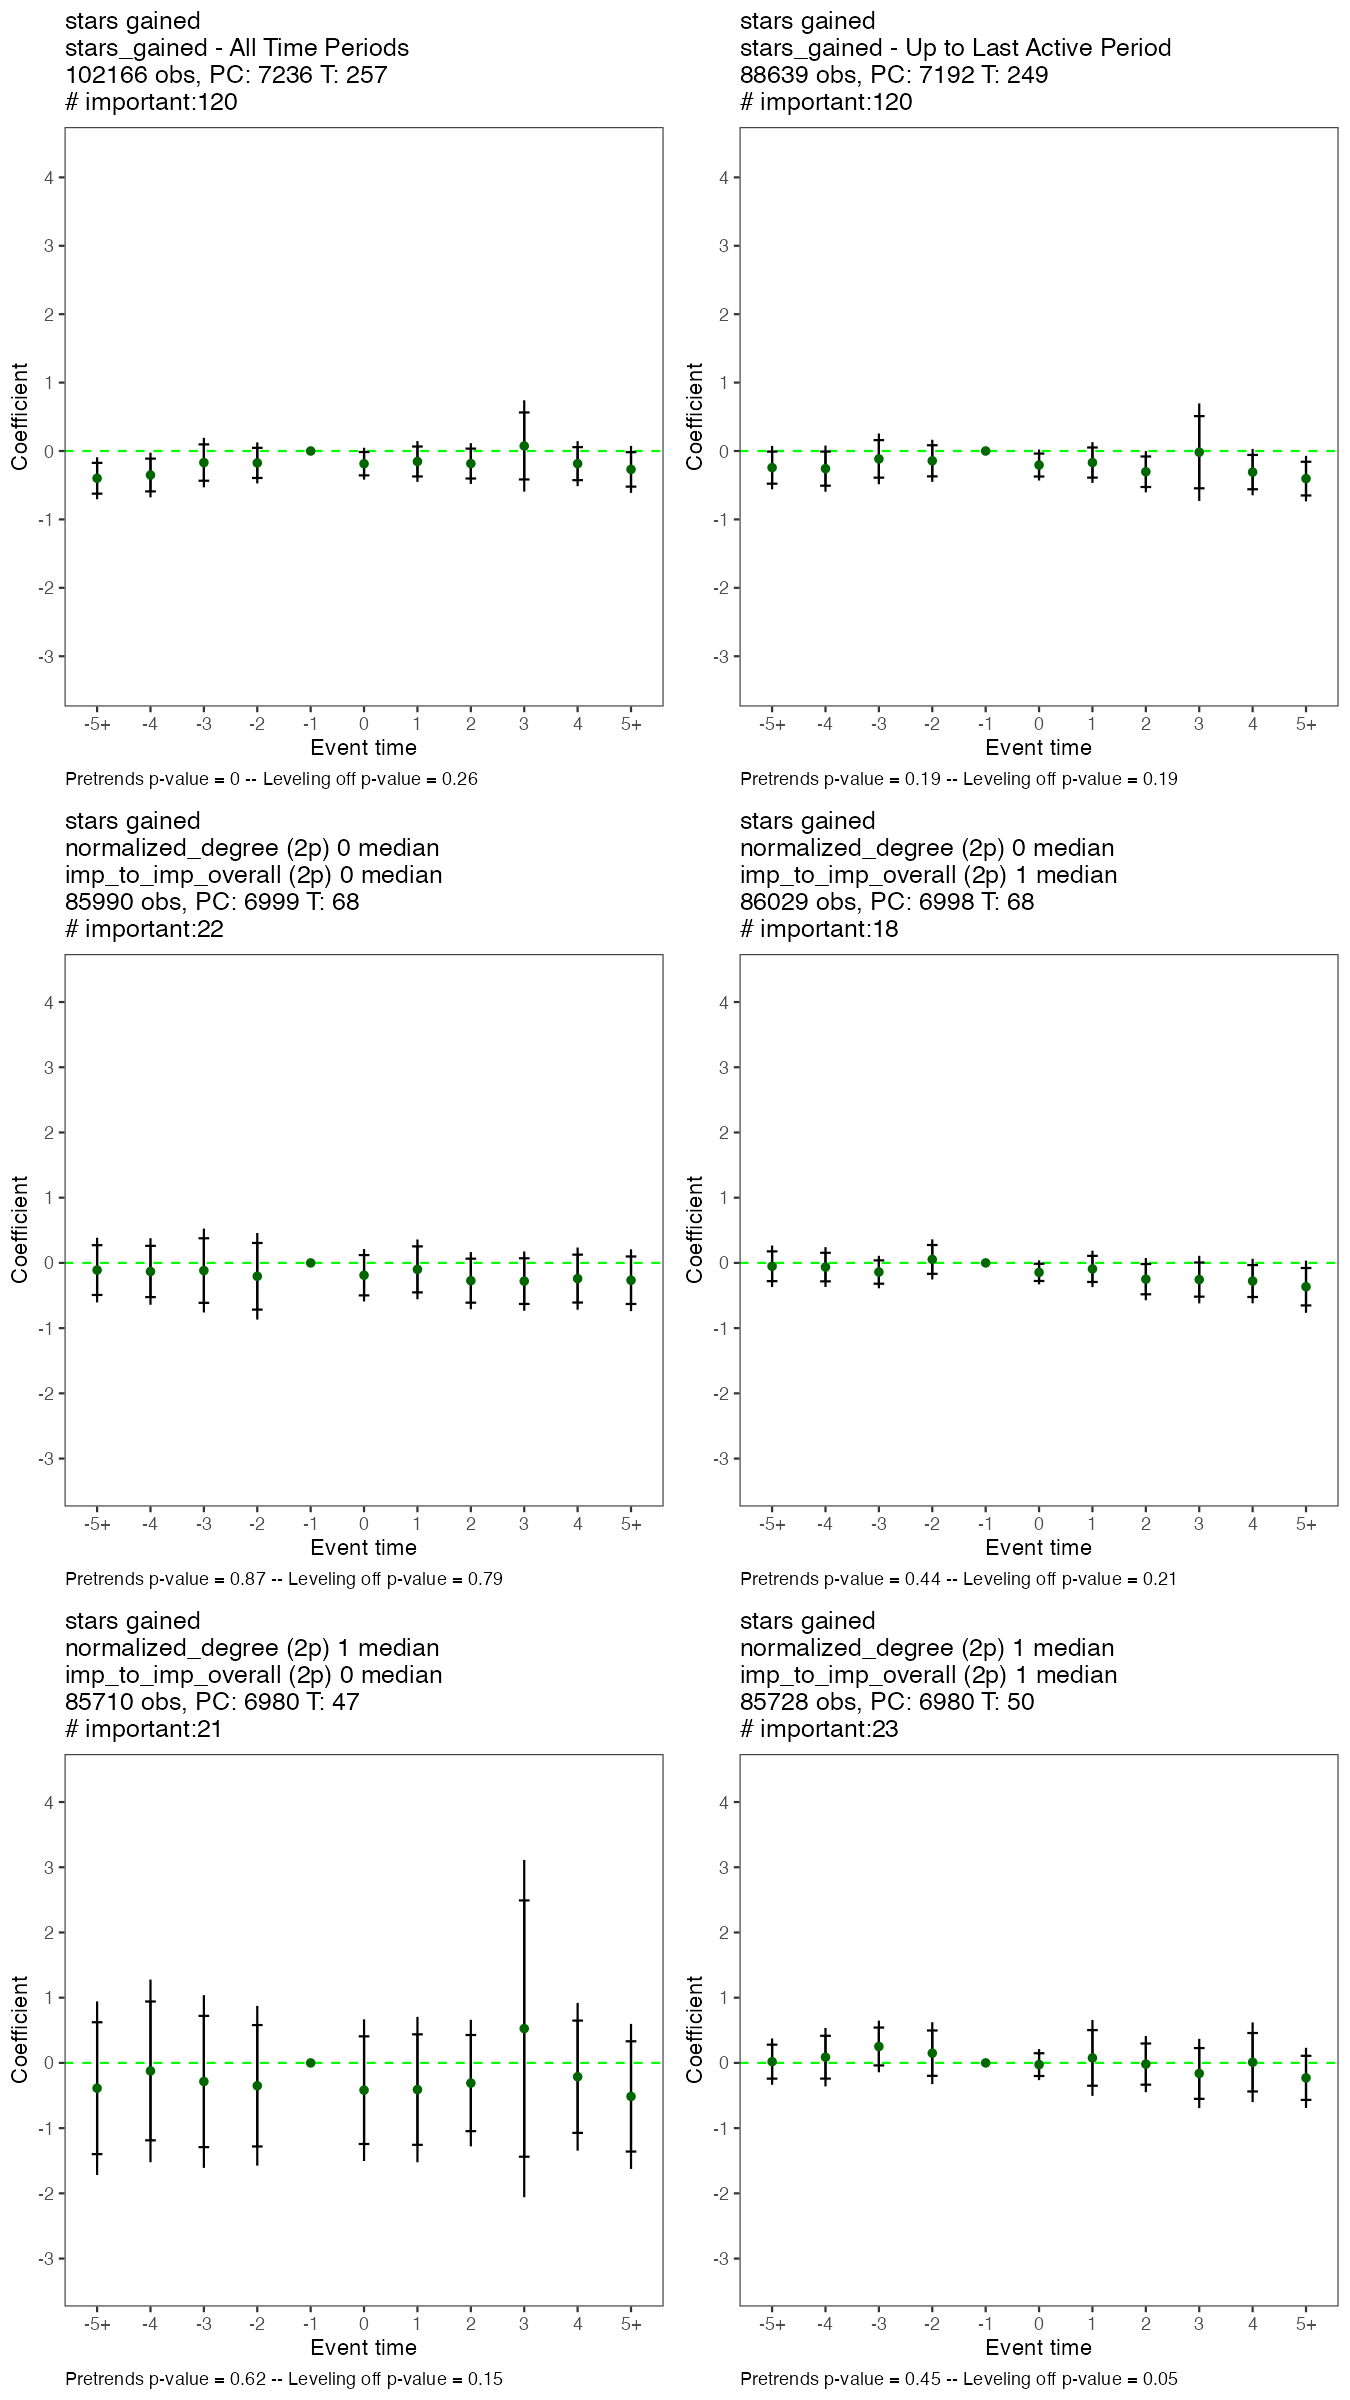 stars gained
stars_gained - All Time Periods
102166 obs, PC: 7236 T: 257
# important:120
4
3
2
1
0
-1
-2
-3
Coefficient
-5+ -4 -3 -2 -1 0 1 2 3 4 5+
Event time
Pretrends p-value = 0 -- Leveling off p-value = 0.26
stars gained
stars_gained - Up to Last Active Period
88639 obs, PC: 7192 T: 249
# important:120
4
3
2
1
0
-1
-2
-3
Coefficient
-5+ -4 -3 -2 -1 0 1 2 3 4 5+
Event time
Pretrends p-value = 0.19 -- Leveling off p-value = 0.19
stars gained
normalized_degree (2p) 0 median
imp_to_imp_overall (2p) 0 median
85990 obs, PC: 6999 T: 68
# important:22
4
3
2
1
0
-1
-2
-3
Coefficient
-5+ -4 -3 -2 -1 0 1 2 3 4 5+
Event time
Pretrends p-value = 0.87 -- Leveling off p-value = 0.79
stars gained
normalized_degree (2p) 0 median
imp_to_imp_overall (2p) 1 median
86029 obs, PC: 6998 T: 68
# important:18
4
3
2
1
0
-1
-2
-3
Coefficient
-5+ -4 -3 -2 -1 0 1 2 3 4 5+
Event time
Pretrends p-value = 0.44 -- Leveling off p-value = 0.21
stars gained
normalized_degree (2p) 1 median
imp_to_imp_overall (2p) 0 median
85710 obs, PC: 6980 T: 47
# important:21
4
3
2
1
0
-1
-2
-3
Coefficient
-5+ -4 -3 -2 -1 0 1 2 3 4 5+
Event time
Pretrends p-value = 0.62 -- Leveling off p-value = 0.15
stars gained
normalized_degree (2p) 1 median
imp_to_imp_overall (2p) 1 median
85728 obs, PC: 6980 T: 50
# important:23
4
3
2
1
0
-1
-2
-3
Coefficient
-5+ -4 -3 -2 -1 0 1 2 3 4 5+
Event time
Pretrends p-value = 0.45 -- Leveling off p-value = 0.05